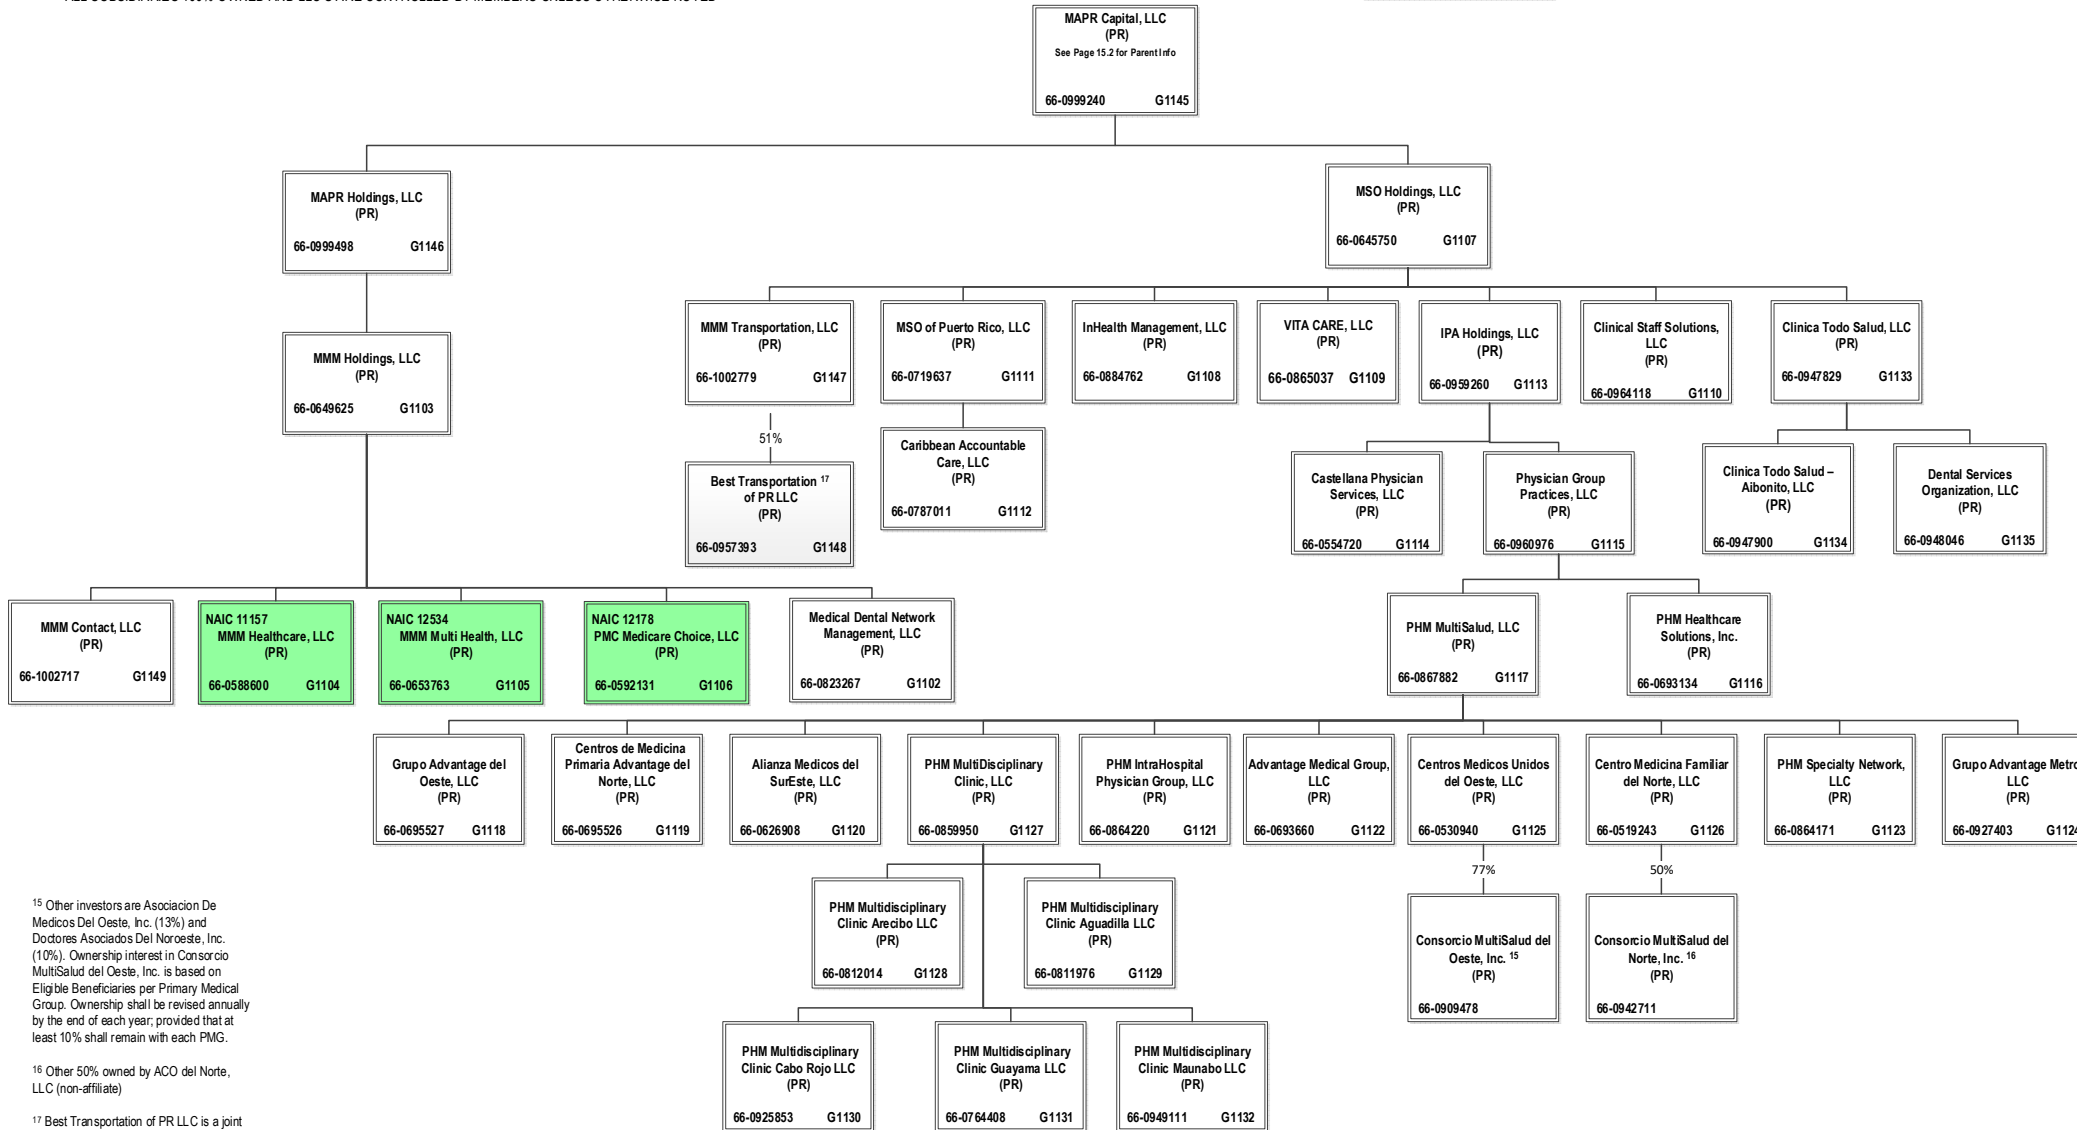 ALL SUBSIDIARIES 100% OWNED AND LLC'S ARE CONTROLLED BY MEMBERS UNLESS OTHERWISE NOTED
MAPR Capital, LLC
(PR)
See Page 15.2 for Parent Info
66-0999240 G1145
MAPR Holdings, LLC
(PR)
66-0999498 G1146
MSO Holdings, LLC
(PR)
66-0645750 G1107
MMM Holdings, LLC
(PR)
66-0649625 G1103
MMM Transportation, LLC
(PR)
66-1002779 G1147
MSO of Puerto Rico, LLC
(PR)
66-0719637 G1111
InHealth Management, LLC
(PR)
66-0884762 G1108
VITA CARE, LLC
(PR)
66-0865037 G1109
IPA Holdings, LLC
(PR)
66-0959260 G1113
Clinical Staff Solutions,
LLC
(PR)
66-0964118 G1110
Clinica Todo Salud, LLC
(PR)
66-0947829 G1133
51%
Best Transportation 17
of PR LLC
(PR)
66-0957393 G1148
Caribbean Accountable
Care, LLC
(PR)
66-0787011 G1112
Castellana Physician
Services, LLC
(PR)
66-0554720 G1114
Physician Group
Practices, LLC
(PR)
66-0960976 G1115
Clinica Todo Salud –
Aibonito, LLC
(PR)
66-0947900 G1134
Dental Services
Organization, LLC
(PR)
66-0948046 G1135
MMM Contact, LLC
(PR)
66-1002717 G1149
NAIC 11157
MMM Healthcare, LLC
(PR)
66-0588600 G1104
NAIC 12534
MMM Multi Health, LLC
(PR)
66-0653763 G1105
NAIC 12178
PMC Medicare Choice, LLC
(PR)
66-0592131 G1106
Medical Dental Network
Management, LLC
(PR)
66-0823267 G1102
PHM MultiSalud, LLC
(PR)
66-0867882 G1117
PHM Healthcare
Solutions, Inc.
(PR)
66-0693134 G1116
Grupo Advantage del
Oeste, LLC
(PR)
66-0695527 G1118
Centros de Medicina
Primaria Advantage del
Norte, LLC
(PR)
66-0695526 G1119
Alianza Medicos del
SurEste, LLC
(PR)
66-0626908 G1120
PHM MultiDisciplinary
Clinic, LLC
(PR)
66-0859950 G1127
PHM IntraHospital
Physician Group, LLC
(PR)
66-0864220 G1121
Advantage Medical Group,
LLC
(PR)
66-0693660 G1122
Centros Medicos Unidos
del Oeste, LLC
(PR)
66-0530940 G1125
Centro Medicina Familiar
del Norte, LLC
(PR)
66-0519243 G1126
PHM Specialty Network,
LLC
(PR)
66-0864171 G1123
Grupo Advantage Metro
LLC
(PR)
66-0927403 G1124
PHM Multidisciplinary
Clinic Arecibo LLC
(PR)
66-0812014 G1128
PHM Multidisciplinary
Clinic Aguadilla LLC
(PR)
66-0811976 G1129
77%
Consorcio MultiSalud del
Oeste, Inc. 15
(PR)
66-0909478
50%
Consorcio MultiSalud del
Norte, Inc. 16
(PR)
66-0942711
PHM Multidisciplinary
Clinic Cabo Rojo LLC
(PR)
66-0925853 G1130
PHM Multidisciplinary
Clinic Guayama LLC
(PR)
66-0764408 G1131
PHM Multidisciplinary
Clinic Maunabo LLC
(PR)
66-0949111 G1132
15 Other investors are Asociacion De
Medicos Del Oeste, Inc. (13%) and
Doctores Asociados Del Noroeste, Inc.
(10%). Ownership interest in Consorcio
MultiSalud del Oeste, Inc. is based on
Eligible Beneficiaries per Primary Medical
Group. Ownership shall be revised annually
by the end of each year; provided that at
least 10% shall remain with each PMG.
16 Other 50% owned by ACO del Norte,
LLC (non-affiliate)
17 Best Transportation of PR LLC is a joint